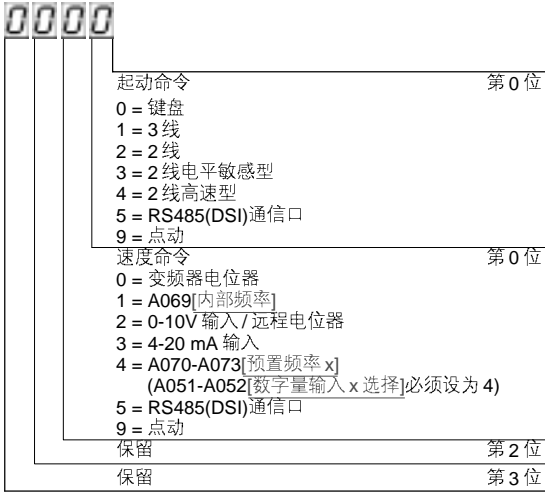 0000
起动命令 第0位
0 = 键盘
1 = 3线
2 = 2线
3 = 2线电平敏感型
4 = 2线高速型
5 = RS485(DSI)通信口
9 = 点动
速度命令 第0位
0 = 变频器电位器
1 = A069[内部频率]
2 = 0-10V 输入/远程电位器
3 = 4-20 mA 输入
4 = A070-A073[预置频率 x]
(A051-A052[数字量输入 x 选择]必须设为 4)
5 = RS485(DSI)通信口
9 = 点动
保留 第2位
保留 第3位